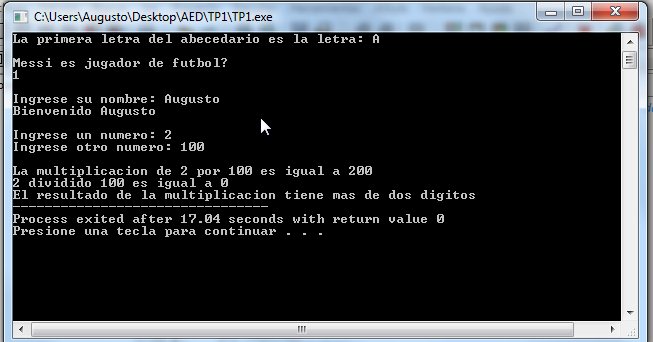 C:\Users\Augusto\Desktop\AED\TP1\TP1.exe
La primera letra del abecedario es la letra: A
Messi es jugador de futbol?
1
Ingrese su nombre: Augusto
Bienvenido Augusto
Ingrese un numero: 2
Ingrese otro numero: 100
La multiplicacion de 2 por 100 es igual a 200
2 dividido 100 es igual a 0
El resultado de la multiplicacion tiene mas de dos digitos
--------------------------------
Process exited after 17.04 seconds with return value 0
Presione una tecla para continuar . . .